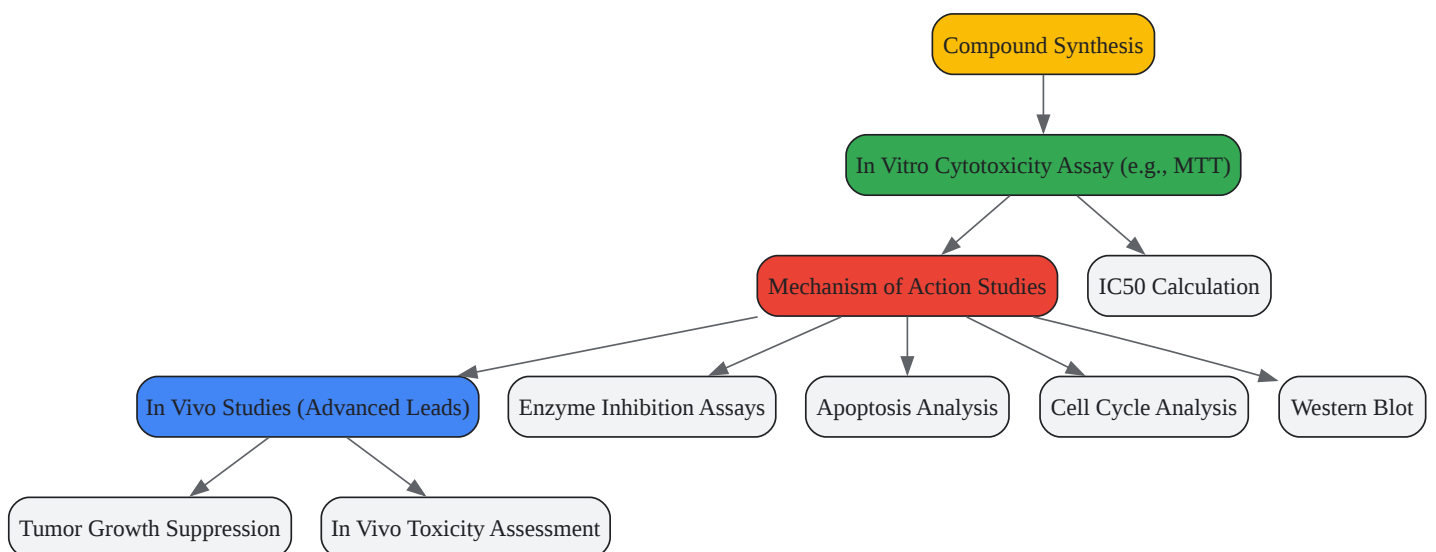 Compound Synthesis
In Vitro Cytotoxicity Assay (e.g., MTT)
Mechanism of Action Studies
IC50 Calculation
In Vivo Studies (Advanced Leads)
Enzyme Inhibition Assays
Apoptosis Analysis
Cell Cycle Analysis
Western Blot
Tumor Growth Suppression
In Vivo Toxicity Assessment